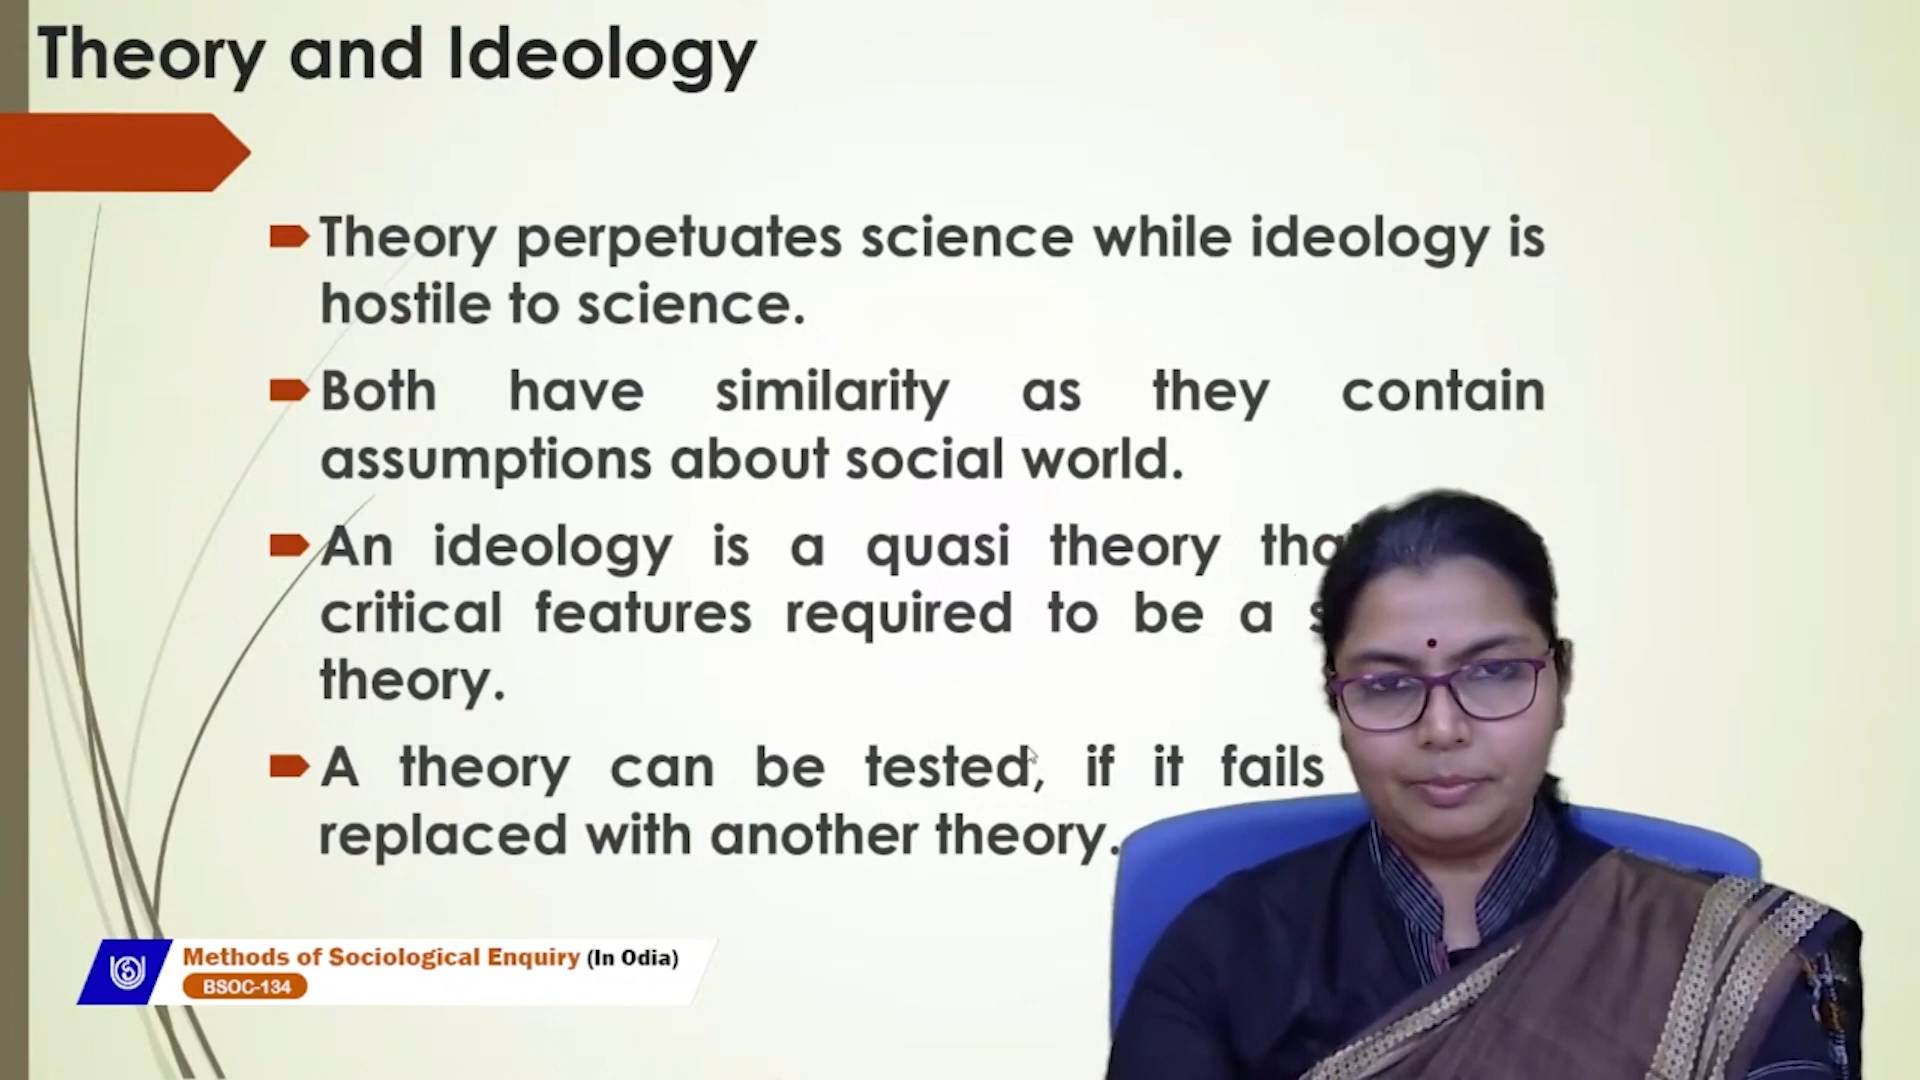 Theory and Ideology
Theory perpetuates science while ideology is
hostile to science.
Both have similarity as they contain
assumptions about social world.
An ideology is a quasi theory
critical features required to be a
theory.
A theory can be tested, if it fails
replaced with another theory.
Methods of Sociological Enquiry (In Odia)
BSOC-134